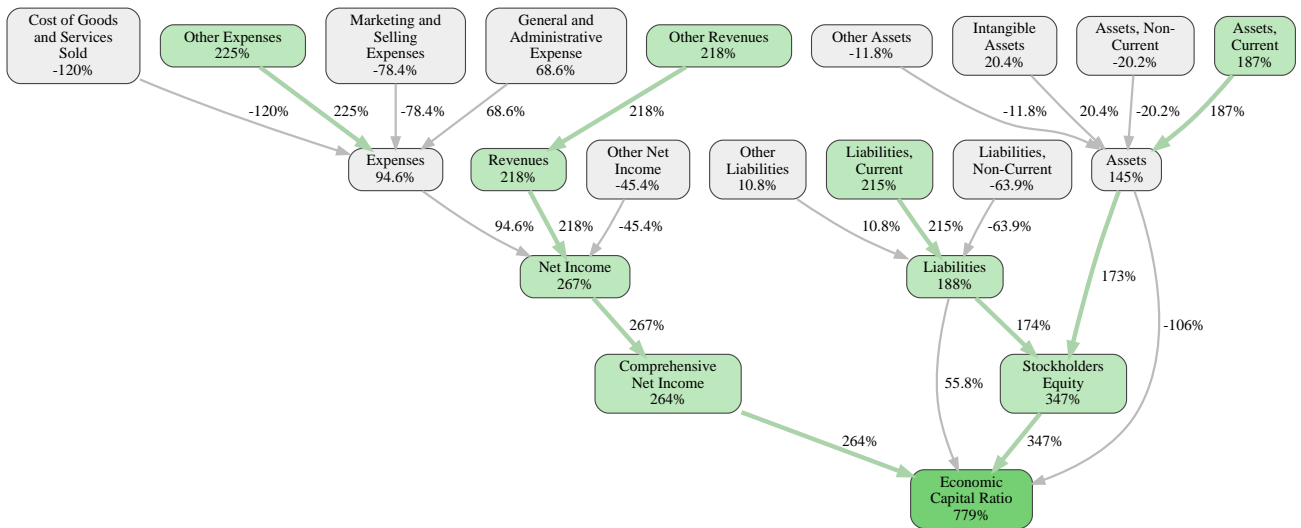 Cost of Goods
and Services
Sold
-120%
Other Expenses
225%
Marketing and
Selling
Expenses
-78.4%
General and
Administrative
Expense
68.6%
Other Revenues
218%
Other Assets
-11.8%
Intangible
Assets
20.4%
Assets, Non-
Current
-20.2%
Assets,
Current
187%
-120%
225%
-78.4%
68.6%
218%
-11.8%
20.4%
-20.2%
187%
Expenses
94.6%
Revenues
218%
Other Net
Income
-45.4%
Other
Liabilities
10.8%
Liabilities,
Current
215%
Liabilities,
Non-Current
-63.9%
Assets
145%
94.6%
218%
-45.4%
10.8%
215%
-63.9%
Net Income
267%
Liabilities
188%
173%
267%
174%
-106%
Comprehensive
Net Income
264%
55.8%
Stockholders
Equity
347%
264%
347%
Economic
Capital Ratio
779%